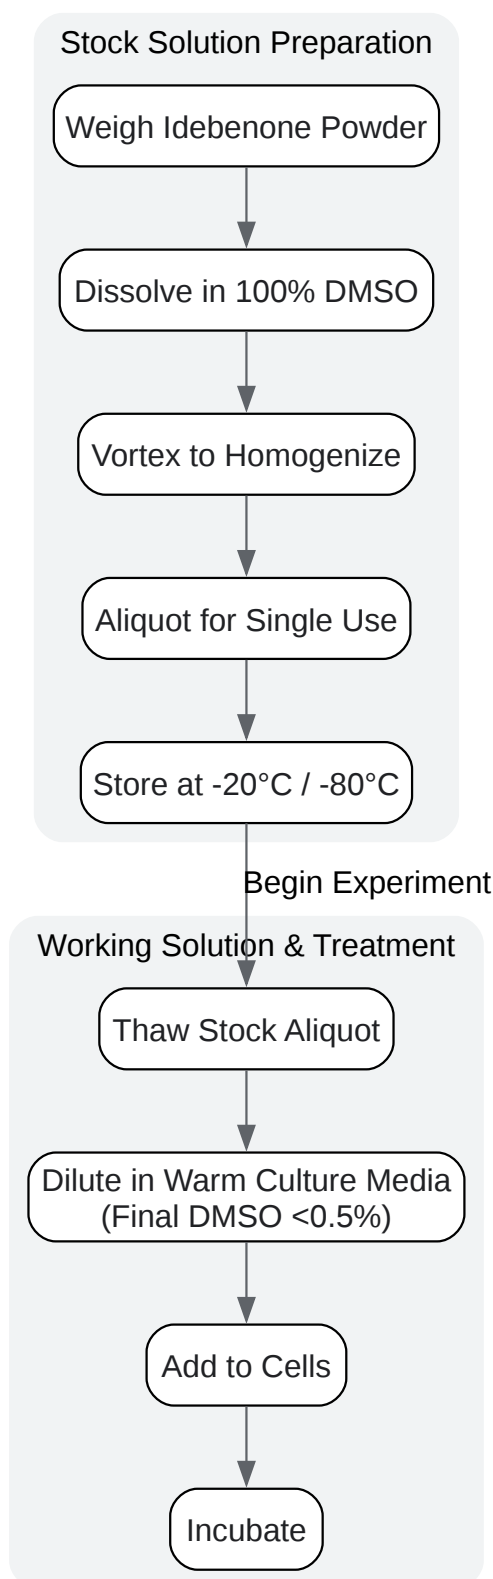 Stock Solution Preparation
Weigh Idebenone Powder
Dissolve in 100% DMSO
Vortex to Homogenize
Aliquot for Single Use
Store at -20°C / -80°C
Begin Experiment
Working Solution & Treatment
Thaw Stock Aliquot
Dilute in Warm Culture Media
(Final DMSO <0.5%)
Add to Cells
Incubate